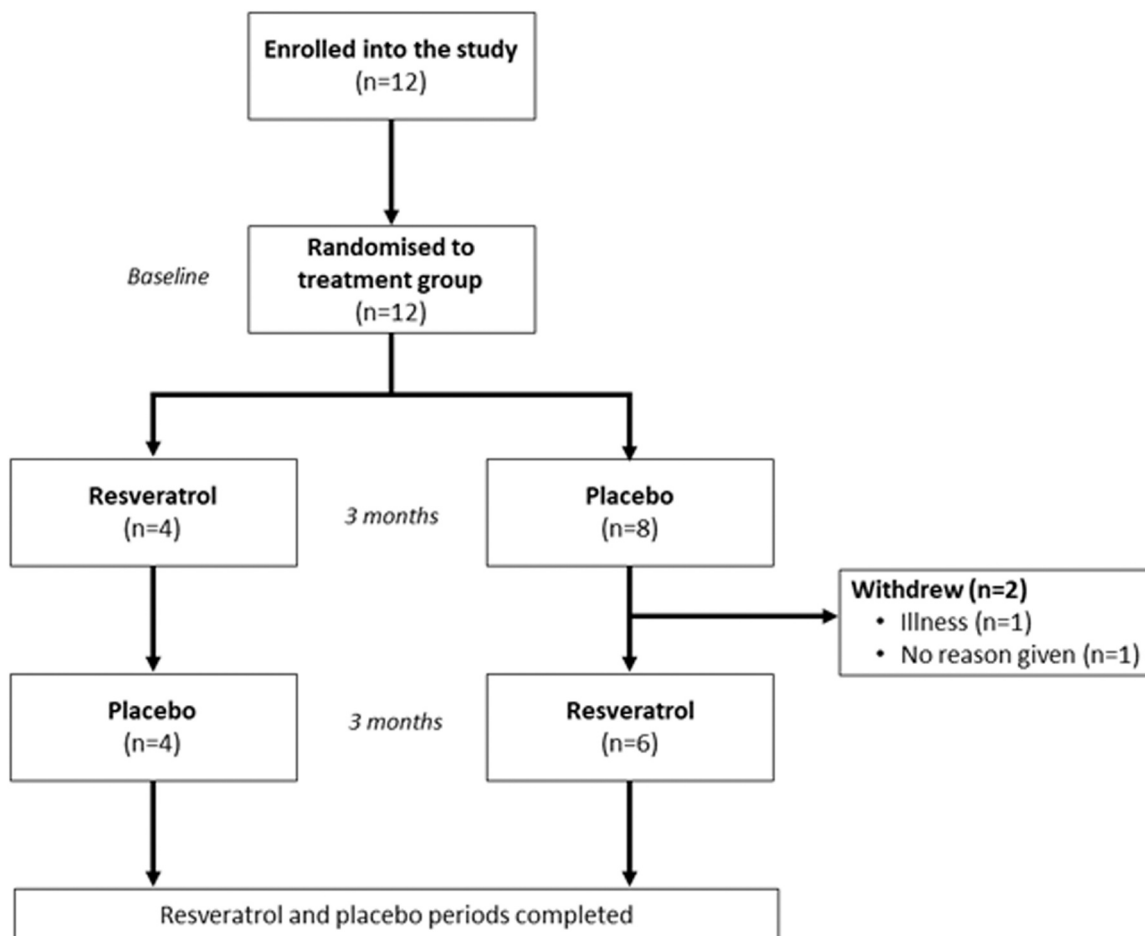 Enrolled into the study
(n=12)
Randomised to
treatment group
(n=12)
Baseline
Resveratrol
(n=4)
3 months
Placebo
(n=8)
Withdrew (n=2)
• Illness (n=1)
• No reason given (n=1)
Placebo
(n=4)
3 months
Resveratrol
(n=6)
Resveratrol and placebo periods completed